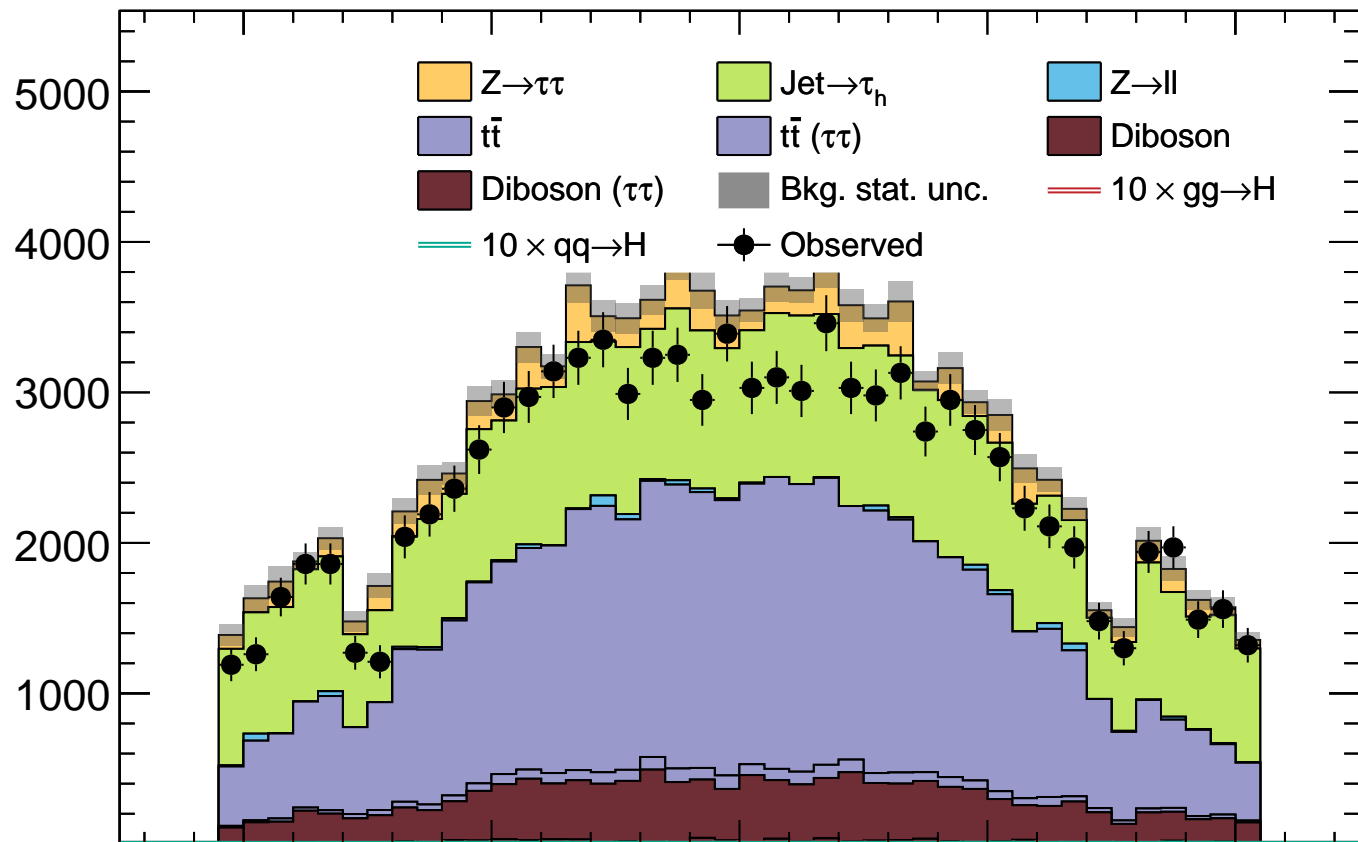 5000
Z→ττ Jet→τh Z→ll
tt̄ tt̄ (ττ) Diboson
Diboson (ττ) Bkg. stat. unc. 10 × gg→H
4000
10 × qq→H Observed
3000
2000
1000